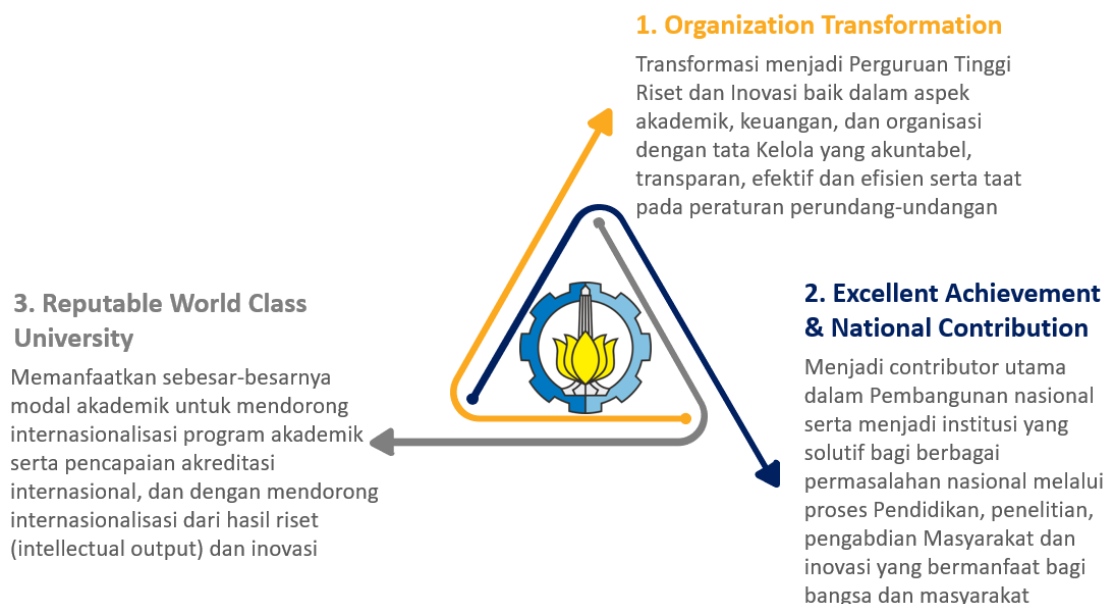 1. Organization Transformation
Transformasi menjadi Perguruan Tinggi
Riset dan Inovasi baik dalam aspek
akademik, keuangan, dan organisasi
dengan tata Kelola yang akuntabel,
transparan, efektif dan efisien serta taat
pada peraturan perundang-undangan
2. Excellent Achievement
& National Contribution
Menjadi contributor utama
dalam Pembangunan nasional
serta menjadi institusi yang
solutif bagi berbagai
permasalahan nasional melalui
proses Pendidikan, penelitian,
pengabdian Masyarakat dan
inovasi yang bermanfaat bagi
bangsa dan masyarakat
3. Reputable World Class
University
Memanfaatkan sebesar-besarnya
modal akademik untuk mendorong
internasionalisasi program akademik
serta pencapaian akreditasi
internasional, dan dengan mendorong
internasionalisasi dari hasil riset
(intellectual output) dan inovasi